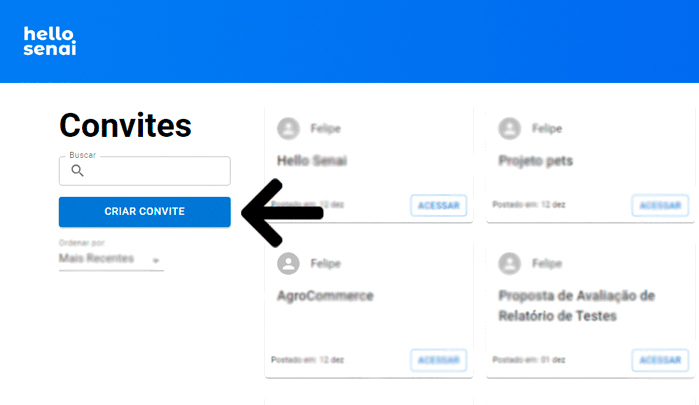 hello
senai
Convites
Buscar
CRIAR CONVITE
Ordenar por
Mais Recentes
Felipe
Hello Senai
Postado em: 12 dez
ACESSAR
Felipe
Projeto pets
Postado em: 12 dez
ACESSAR
Felipe
AgroCommerce
Postado em: 12 dez
ACESSAR
Felipe
Proposta de Avaliação de
Relatório de Testes
Postado em: 01 dez
ACESSAR